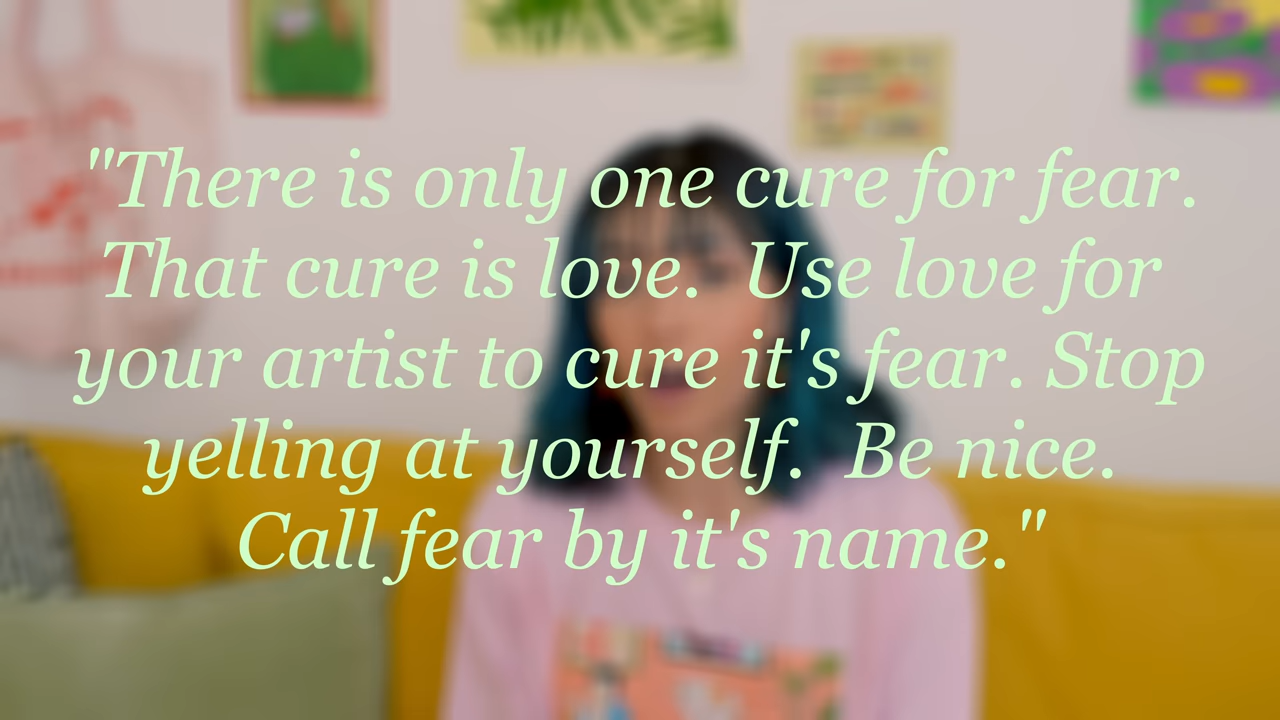 "There is only one cure for fear.
That cure is love.  Use love for
your artist to cure it's fear. Stop
yelling at yourself.  Be nice.
Call fear by it's name."